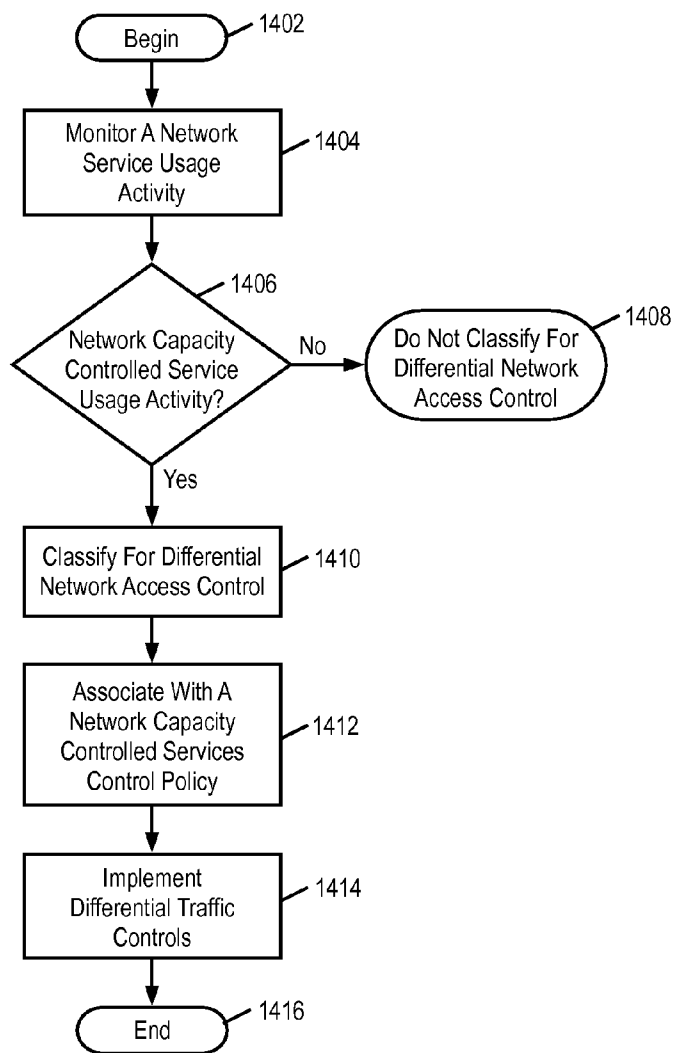 Begin
1402
Monitor A Network
Service Usage
Activity
1404
1406
Network Capacity
Controlled Service
Usage Activity?
No
Do Not Classify For
Differential Network
Access Control
1408
Yes
Classify For Differential
Network Access Control
1410
Associate With A
Network Capacity
Controlled Services
Control Policy
1412
Implement
Differential Traffic
Controls
1414
End
1416